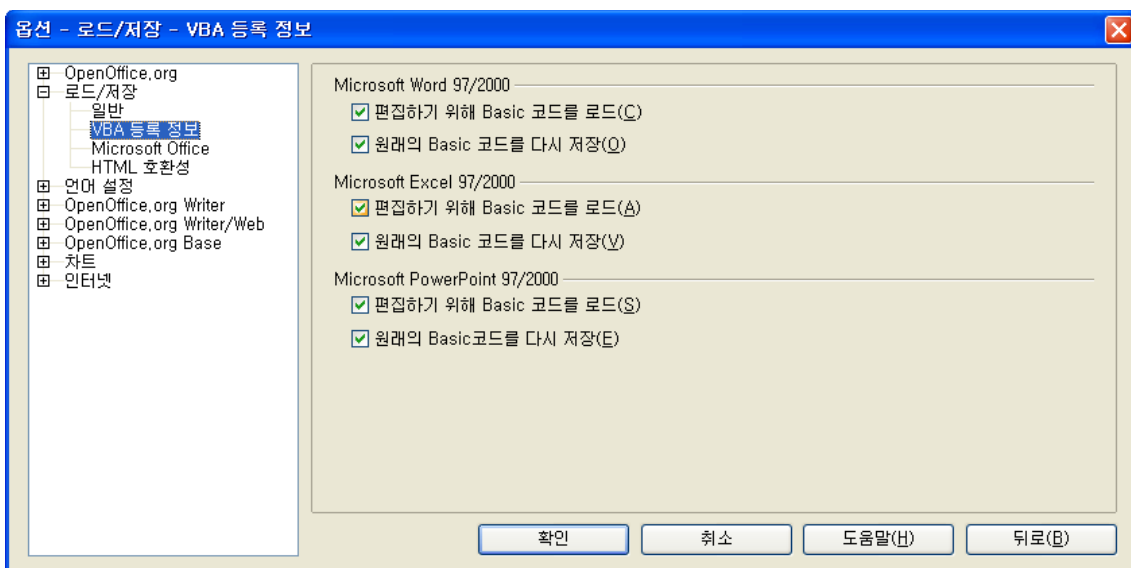 옵션 - 로드/저장 - VBA 등록 정보
OpenOffice.org
로드/저장
일반
VBA 등록 정보
Microsoft Office
HTML 호환성
언어 설정
OpenOffice.org Writer
OpenOffice.org Writer/Web
OpenOffice.org Base
차트
인터넷
Microsoft Word 97/2000
편집하기 위해 Basic 코드를 로드(C)
원래의 Basic 코드를 다시 저장(O)
Microsoft Excel 97/2000
편집하기 위해 Basic 코드를 로드(A)
원래의 Basic 코드를 다시 저장(V)
Microsoft PowerPoint 97/2000
편집하기 위해 Basic 코드를 로드(S)
원래의 Basic코드를 다시 저장(E)
확인 취소 도움말(H) 뒤로(B)